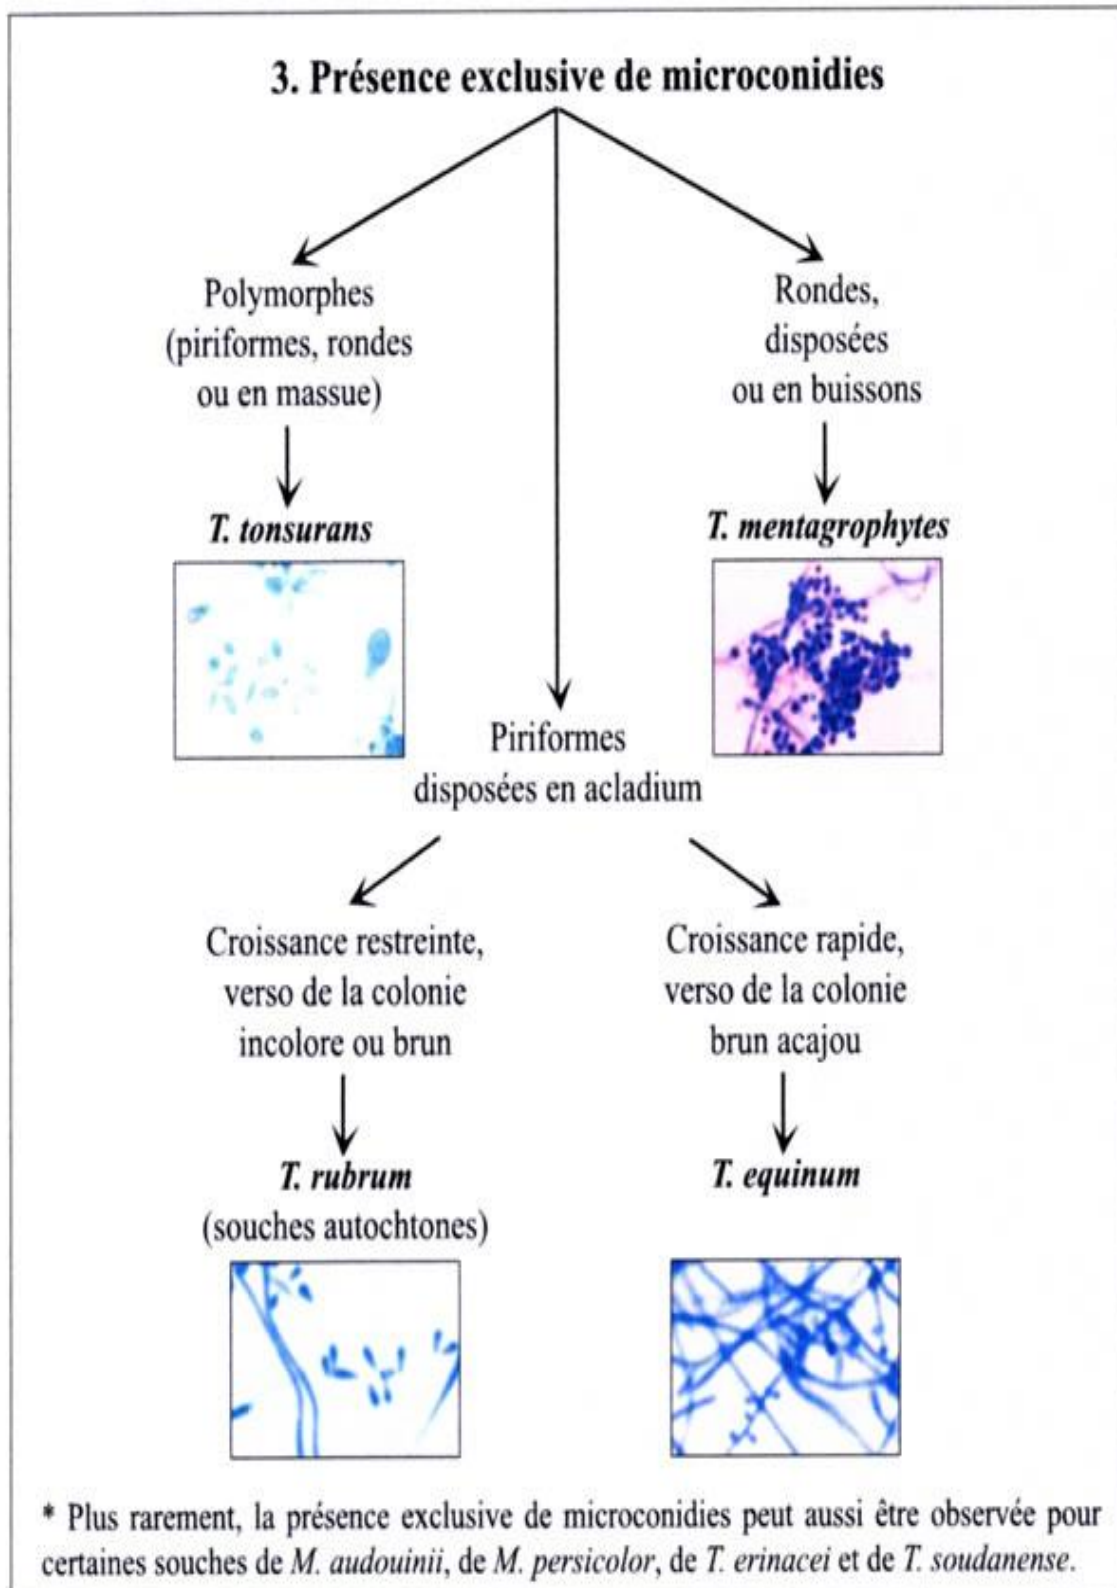 3. Présence exclusive de microconidies
Polymorphes
(piriformes, rondes
ou en massue)
T. tonsurans
Rondes,
disposées
ou en buissons
T. mentagrophytes
Piriformes
disposées en acladium
Croissance restreinte,
verso de la colonie
incolore ou brun
T. rubrum
(souches autochtones)
Croissance rapide,
verso de la colonie
brun acajou
T. equinum
* Plus rarement, la présence exclusive de microconidies peut aussi être observée pour
certaines souches de M. audouinii, de M. persicolor, de T. erinacei et de T. soudanense.